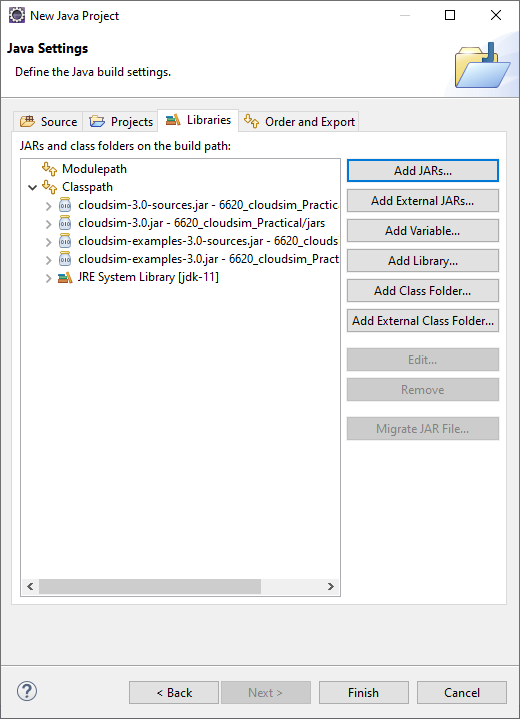 New Java Project
Java Settings
Define the Java build settings.
Source Projects Libraries Order and Export
JARs and class folders on the build path:
Modulepath
Classpath
cloudsim-3.0-sources.jar - 6620_cloudsim_Practica
cloudsim-3.0.jar - 6620_cloudsim_Practical/jars
cloudsim-examples-3.0-sources.jar - 6620_clouds
cloudsim-examples-3.0.jar - 6620_cloudsim_Pract
JRE System Library [jdk-11]
Add JARs...
Add External JARs...
Add Variable...
Add Library...
Add Class Folder...
Add External Class Folder...
Edit...
Remove
Migrate JAR File...
?
< Back
Next >
Finish
Cancel